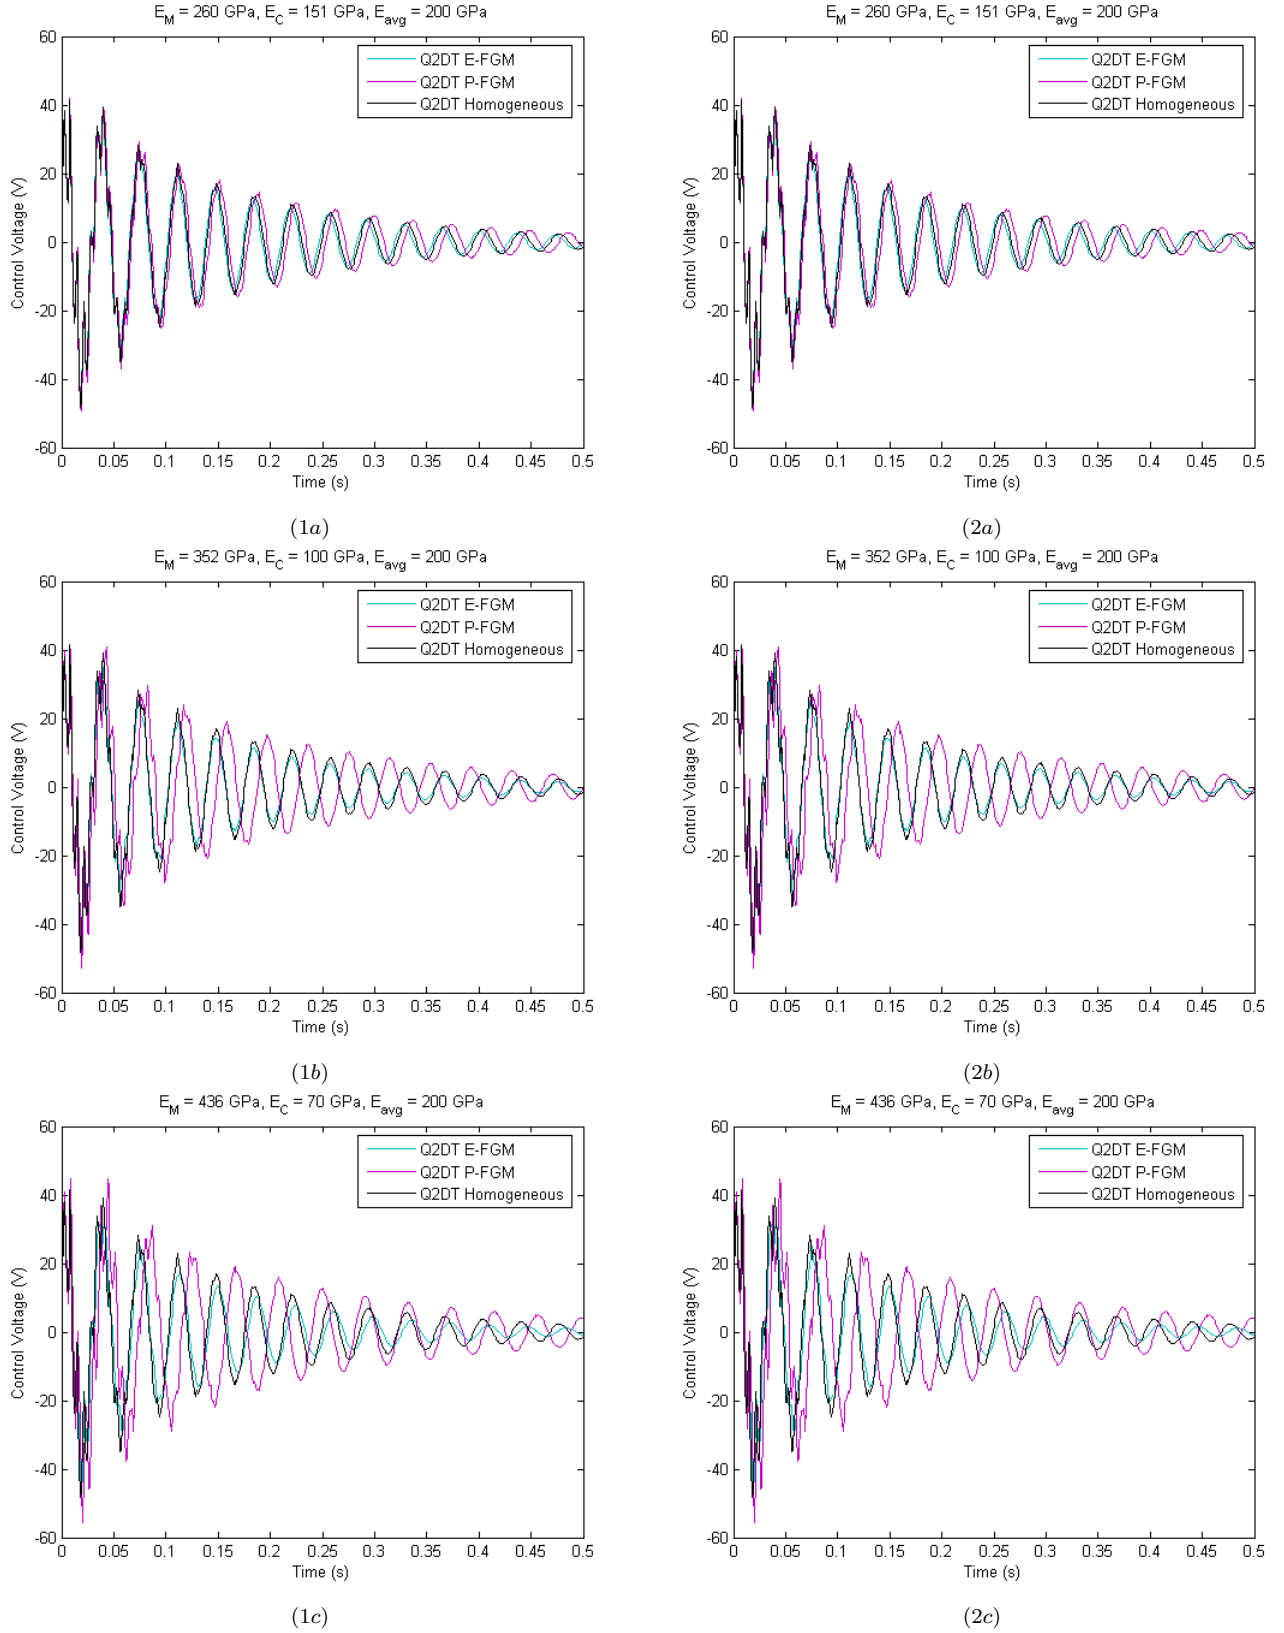 E_M = 260 GPa, E_C = 151 GPa, E_avg = 200 GPa
60
40
20
0
-20
-40
-60
Control Voltage (V)
Q2DT E-FGM
Q2DT P-FGM
Q2DT Homogeneous
0 0.05 0.1 0.15 0.2 0.25 0.3 0.35 0.4 0.45 0.5
Time (s)
(1a)
E_M = 260 GPa, E_C = 151 GPa, E_avg = 200 GPa
60
40
20
0
-20
-40
-60
Control Voltage (V)
Q2DT E-FGM
Q2DT P-FGM
Q2DT Homogeneous
0 0.05 0.1 0.15 0.2 0.25 0.3 0.35 0.4 0.45 0.5
Time (s)
(2a)
E_M = 352 GPa, E_C = 100 GPa, E_avg = 200 GPa
60
40
20
0
-20
-40
-60
Control Voltage (V)
Q2DT E-FGM
Q2DT P-FGM
Q2DT Homogeneous
0 0.05 0.1 0.15 0.2 0.25 0.3 0.35 0.4 0.45 0.5
Time (s)
(1b)
E_M = 352 GPa, E_C = 100 GPa, E_avg = 200 GPa
60
40
20
0
-20
-40
-60
Control Voltage (V)
Q2DT E-FGM
Q2DT P-FGM
Q2DT Homogeneous
0 0.05 0.1 0.15 0.2 0.25 0.3 0.35 0.4 0.45 0.5
Time (s)
(2b)
E_M = 436 GPa, E_C = 70 GPa, E_avg = 200 GPa
60
40
20
0
-20
-40
-60
Control Voltage (V)
Q2DT E-FGM
Q2DT P-FGM
Q2DT Homogeneous
0 0.05 0.1 0.15 0.2 0.25 0.3 0.35 0.4 0.45 0.5
Time (s)
(1c)
E_M = 436 GPa, E_C = 70 GPa, E_avg = 200 GPa
60
40
20
0
-20
-40
-60
Control Voltage (V)
Q2DT E-FGM
Q2DT P-FGM
Q2DT Homogeneous
0 0.05 0.1 0.15 0.2 0.25 0.3 0.35 0.4 0.45 0.5
Time (s)
(2c)